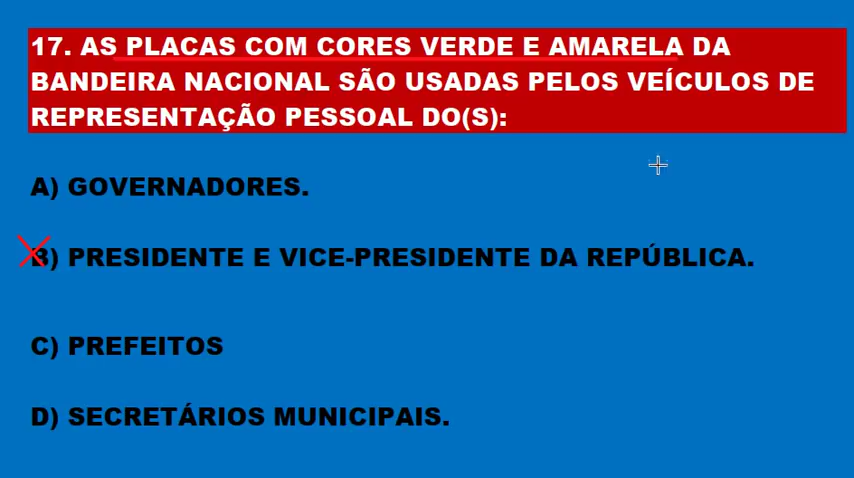 17. AS PLACAS COM CORES VERDE E AMARELA DA
BANDEIRA NACIONAL SÃO USADAS PELOS VEÍCULOS DE
REPRESENTAÇÃO PESSOAL DO(S):
A) GOVERNADORES.
B) PRESIDENTE E VICE-PRESIDENTE DA REPÚBLICA.
C) PREFEITOS
D) SECRETÁRIOS MUNICIPAIS.